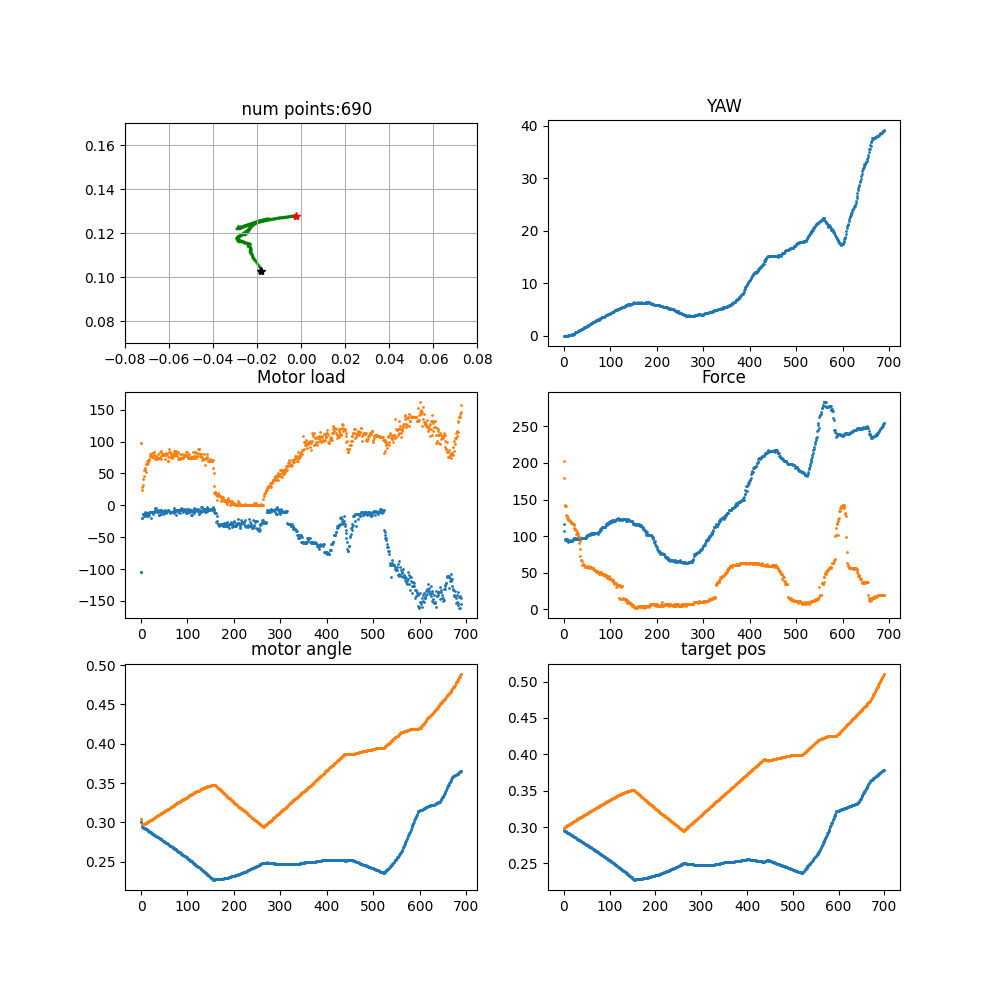 num points:690
0.16
0.14
0.12
0.10
0.08
−0.08 −0.06 −0.04 −0.02 0.00 0.02 0.04 0.06 0.08
YAW
40
30
20
10
0
0 100 200 300 400 500 600 700
Motor load
150
100
50
0
−50
−100
−150
0 100 200 300 400 500 600 700
Force
250
200
150
100
50
0
0 100 200 300 400 500 600 700
motor angle
0.50
0.45
0.40
0.35
0.30
0.25
0 100 200 300 400 500 600 700
target pos
0.50
0.45
0.40
0.35
0.30
0.25
0 100 200 300 400 500 600 700